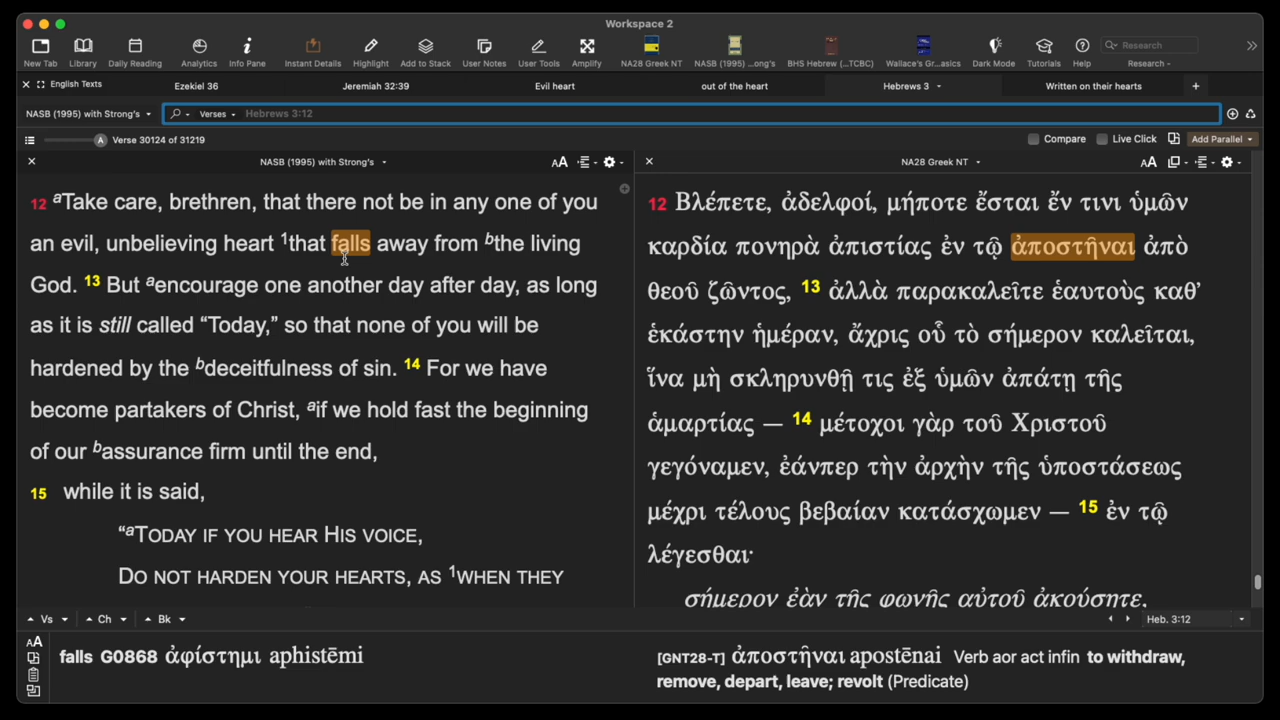 Workspace 2
New Tab
Library
Daily Reading
Analytics
Info Pane
Instant Details
Highlight
Add to Stack
User Notes
User Tools
Amplify
NA28 Greek NT
NASB (1995) ...ong's
BHS Hebrew (...TCBC)
Wallace's Gr...asics
Dark Mode
Tutorials
Help
Research
Research
English Texts
Ezekiel 36
Jeremiah 32:39
Evil heart
out of the heart
Hebrews 3
Written on their hearts
NASB (1995) with Strong's
Verses
Hebrews 3:12
A Verse 30124 of 31219
Compare
Live Click
Add Parallel
NASB (1995) with Strong's
12 aTake care, brethren, that there not be in any one of you
an evil, unbelieving heart 1that falls away from bthe living
God. 13 But aencourage one another day after day, as long
as it is still called “Today,” so that none of you will be
hardened by the bdeceitfulness of sin. 14 For we have
become partakers of Christ, aif we hold fast the beginning
of our bassurance firm until the end,
15 while it is said,
“aTODAY IF YOU HEAR HIS VOICE,
DO NOT HARDEN YOUR HEARTS, AS 1WHEN THEY
NA28 Greek NT
12 Βλέπετε, ἀδελφοί, μήποτε ἔσται ἔν τινι ὑμῶν
καρδία πονηρὰ ἀπιστίας ἐν τῷ ἀποστῆναι ἀπὸ
θεοῦ ζῶντος, 13 ἀλλὰ παρακαλεῖτε ἑαυτοὺς καθ’
ἑκάστην ἡμέραν, ἄχρις οὗ τὸ σήμερον καλεῖται,
ἵνα μὴ σκληρυνθῇ τις ἐξ ὑμῶν ἀπάτῃ τῆς
ἁμαρτίας — 14 μέτοχοι γὰρ τοῦ Χριστοῦ
γεγόναμεν, ἐάνπερ τὴν ἀρχὴν τῆς ὑποστάσεως
μέχρι τέλους βεβαίαν κατάσχωμεν — 15 ἐν τῷ
λέγεσθαι·
σήμερον ἐὰν τῆς φωνῆς αὐτοῦ ἀκούσητε,
Vs
Ch
Bk
Heb. 3:12
falls G0868 ἀφίστημι aphistēmi
[GNT28-T] ἀποστῆναι apostēnai Verb aor act infin to withdraw,
remove, depart, leave; revolt (Predicate)